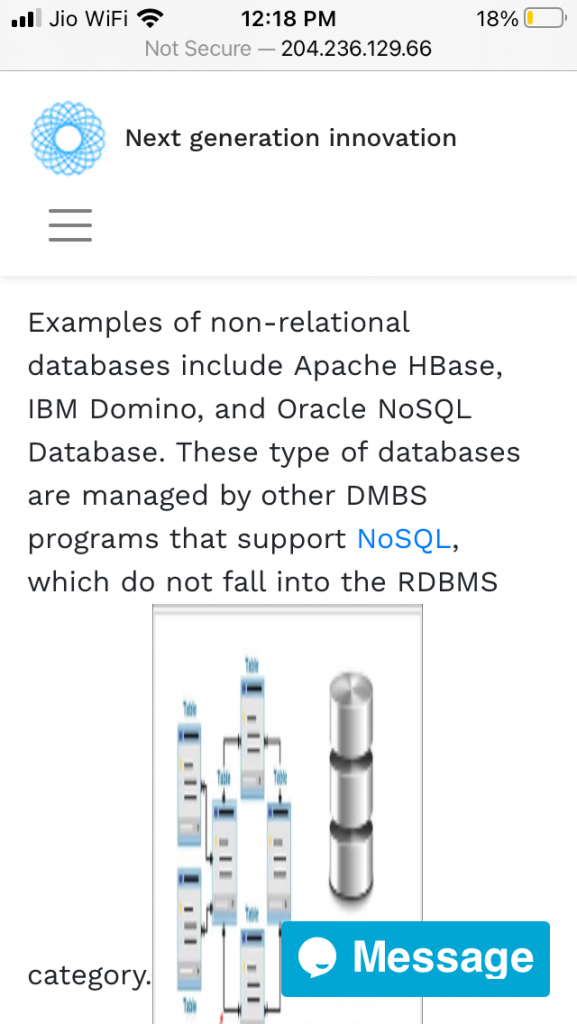 Jio WiFi 12:18 PM 18%
Not Secure — 204.236.129.66
Next generation innovation
Examples of non-relational
databases include Apache HBase,
IBM Domino, and Oracle NoSQL
Database. These type of databases
are managed by other DMBS
programs that support NoSQL,
which do not fall into the RDBMS
Table
Table
Table Table
Table
Message
category.
Table